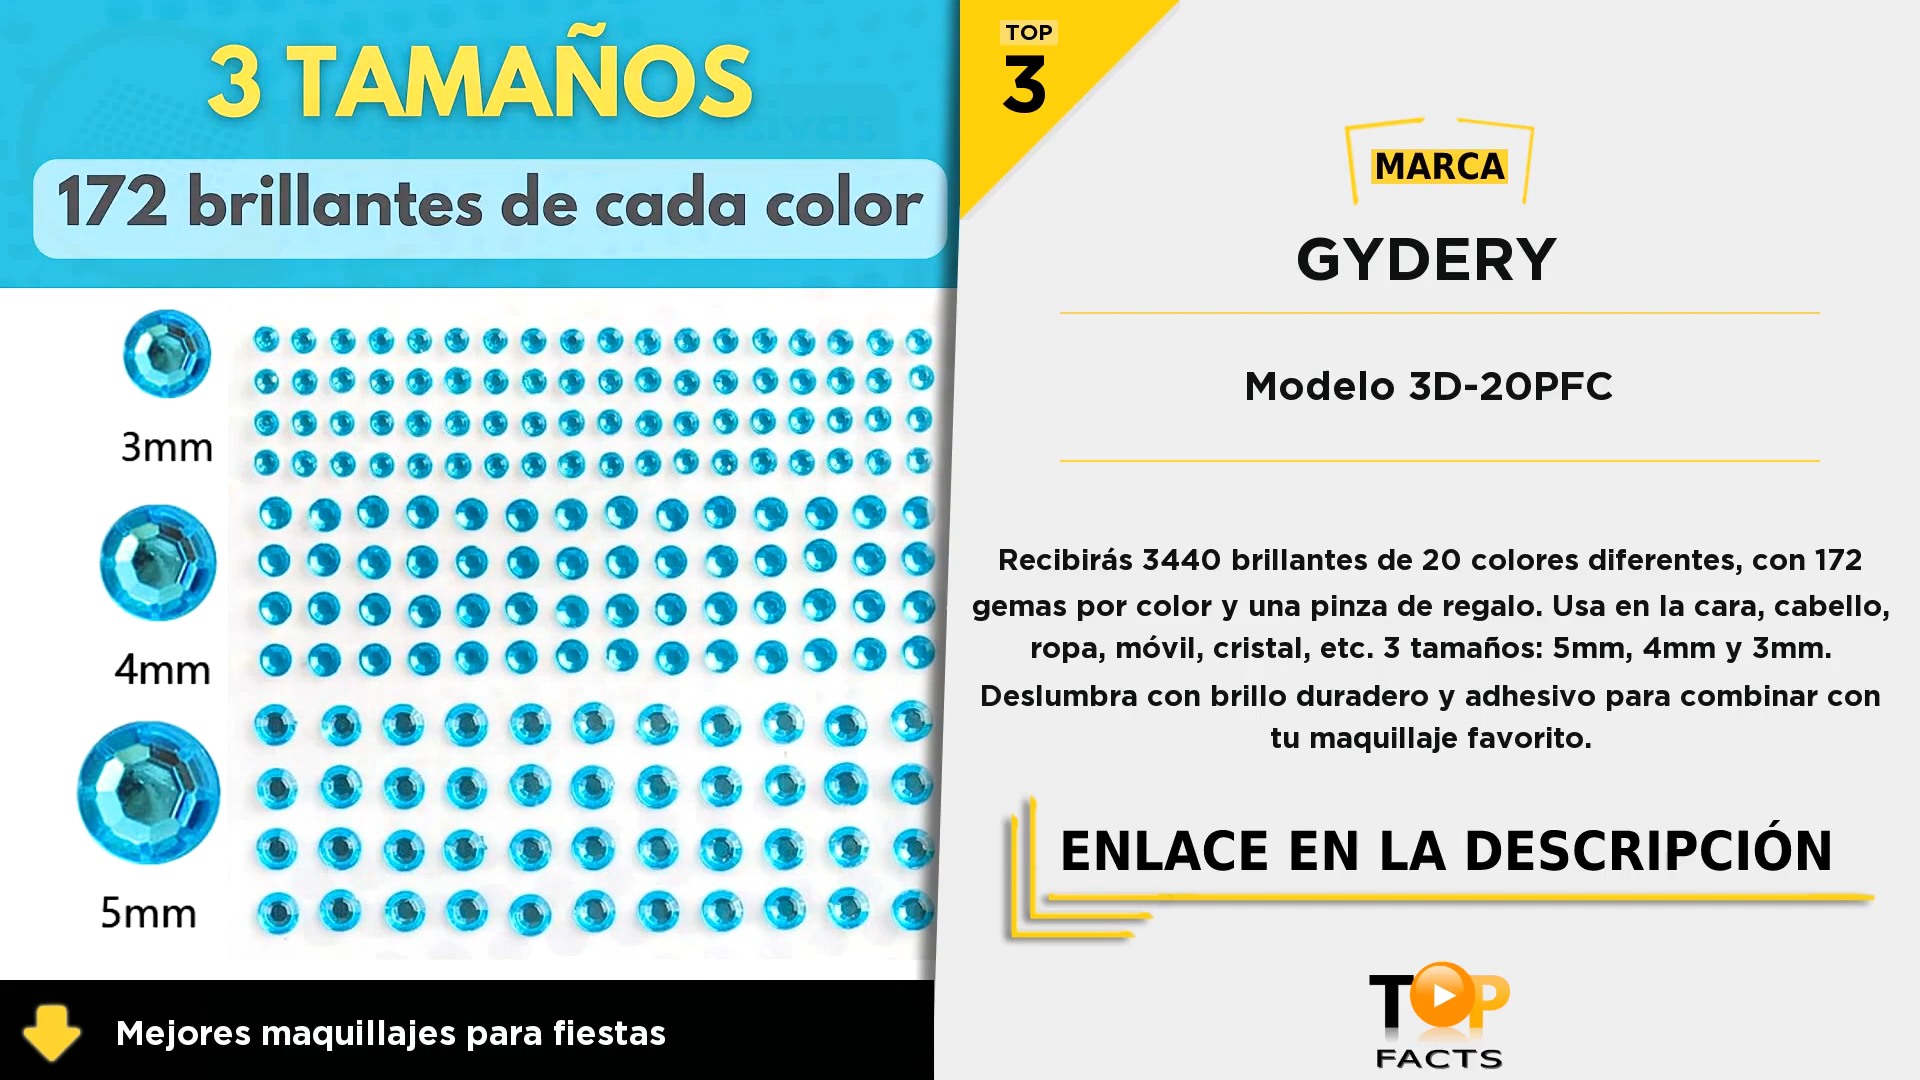 3 TAMAÑOS
172 brillantes de cada color
3mm
4mm
5mm
Mejores maquillajes para fiestas
TOP
3
MARCA
GYDERY
Modelo 3D-20PFC
Recibirás 3440 brillantes de 20 colores diferentes, con 172
gemas por color y una pinza de regalo. Usa en la cara, cabello,
ropa, móvil, cristal, etc. 3 tamaños: 5mm, 4mm y 3mm.
Deslumbra con brillo duradero y adhesivo para combinar con
tu maquillaje favorito.
ENLACE EN LA DESCRIPCIÓN
TOP
FACTS